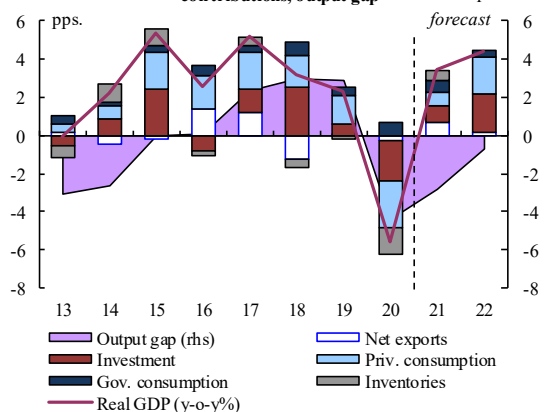 contributions, output gap
pps.
forecast
6 6
4 4
2 2
0 0
-2 -2
-4 -4
-6 -6
-8 -8
13 14 15 16 17 18 19 20 21 22
Output gap (rhs) Net exports
Investment Priv. consumption
Gov. consumption Inventories
Real GDP (y-o-y%)